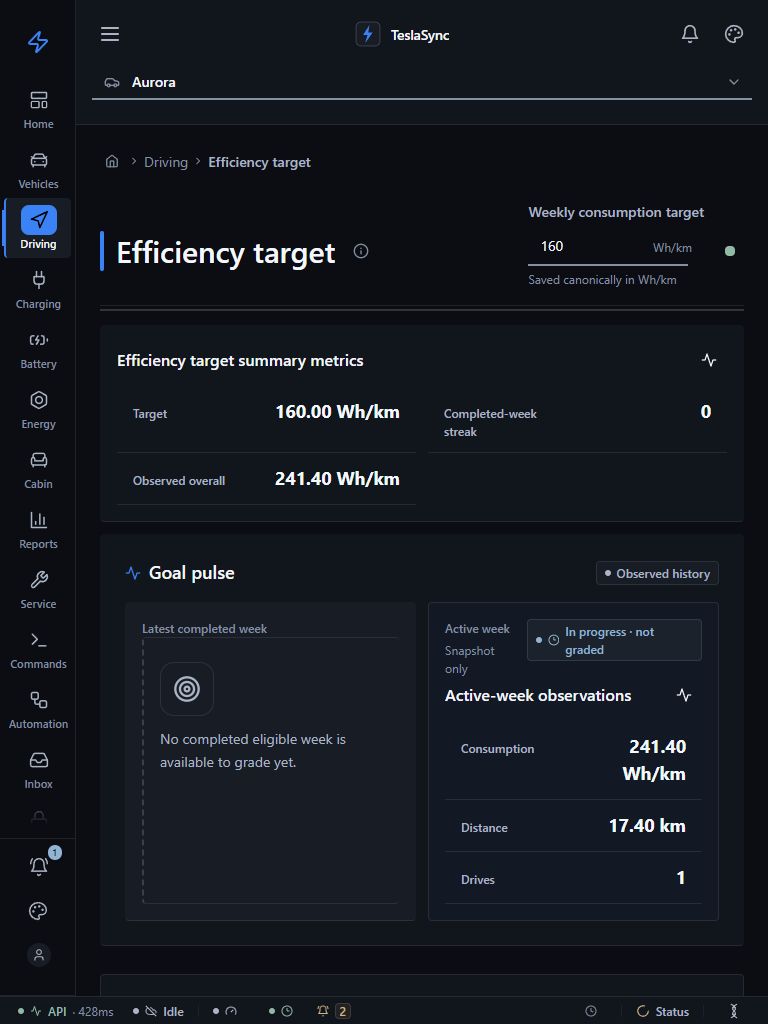 TeslaSync
Aurora
Home
Vehicles
Driving
Charging
Battery
Energy
Cabin
Reports
Service
Commands
Automation
Inbox
1
Driving
Efficiency target
Efficiency target
Weekly consumption target
160 Wh/km
Saved canonically in Wh/km
Efficiency target summary metrics
Target 160.00 Wh/km
Completed-week
streak
0
Observed overall 241.40 Wh/km
Goal pulse
Observed history
Latest completed week
No completed eligible week is
available to grade yet.
Active week
Snapshot
only
In progress · not
graded
Active-week observations
Consumption 241.40
Wh/km
Distance 17.40 km
Drives 1
API · 428ms Idle 2 Status